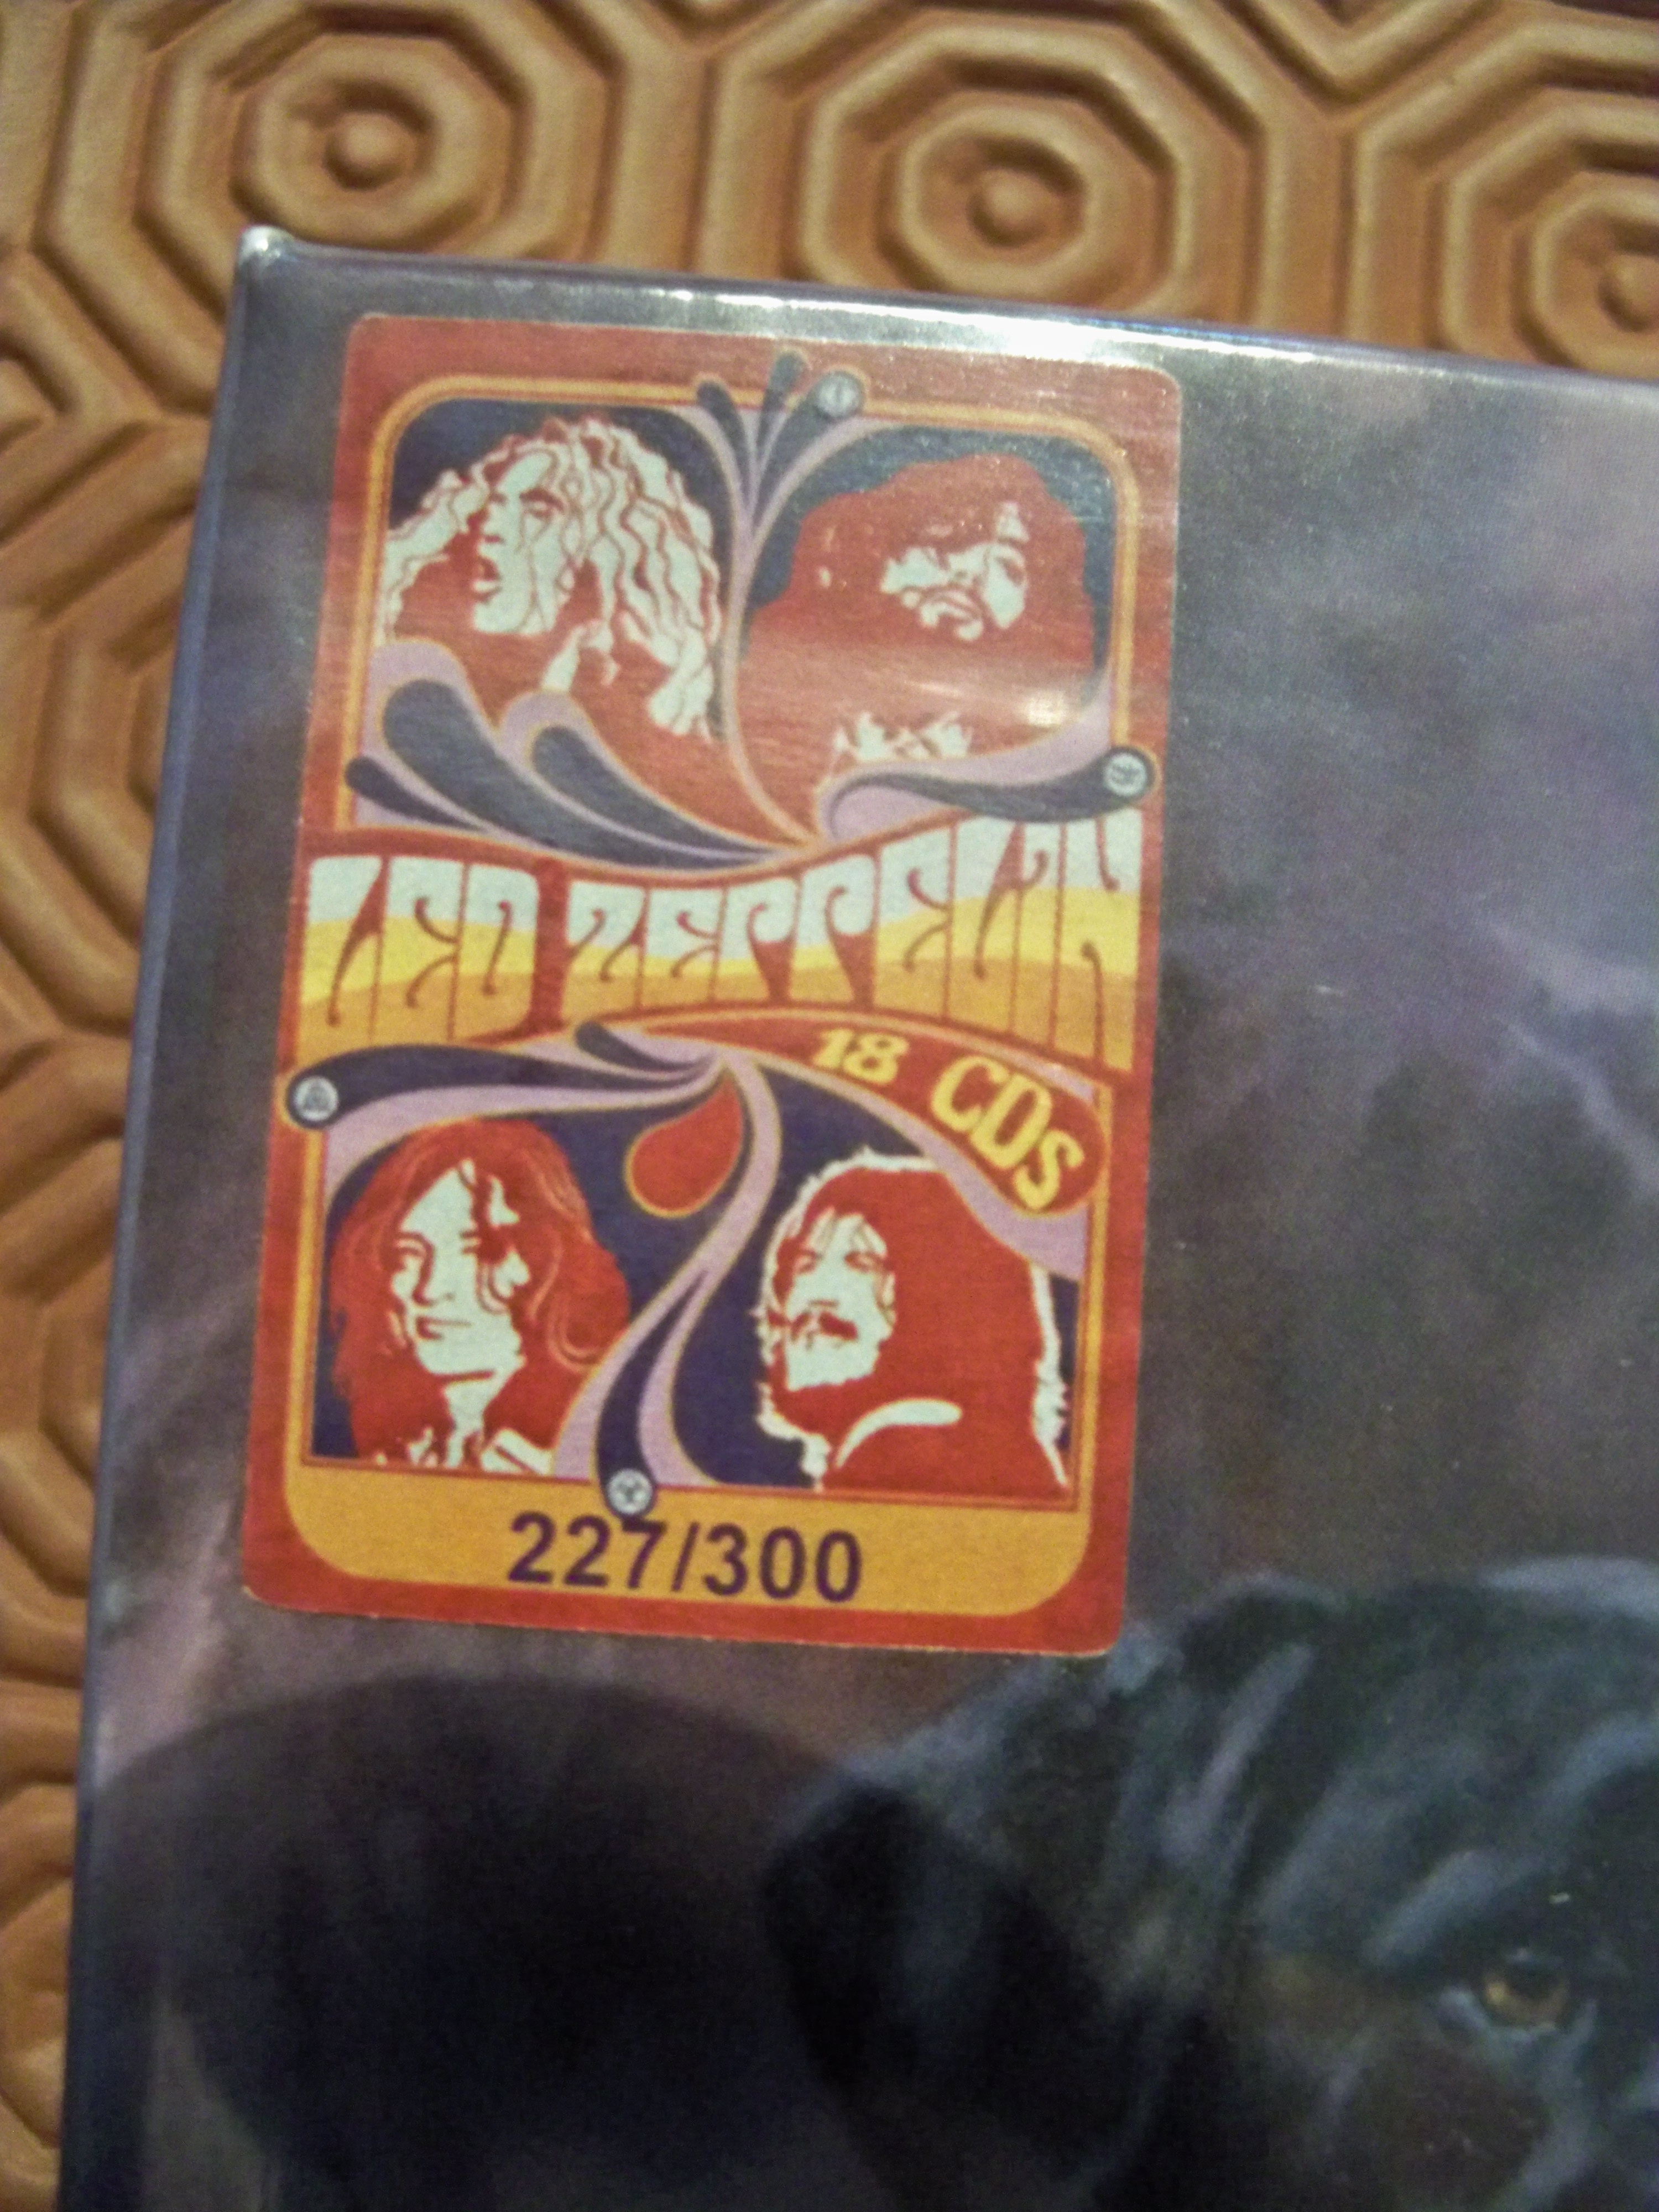 LED ZEPPELIN
18 CDs
227/300